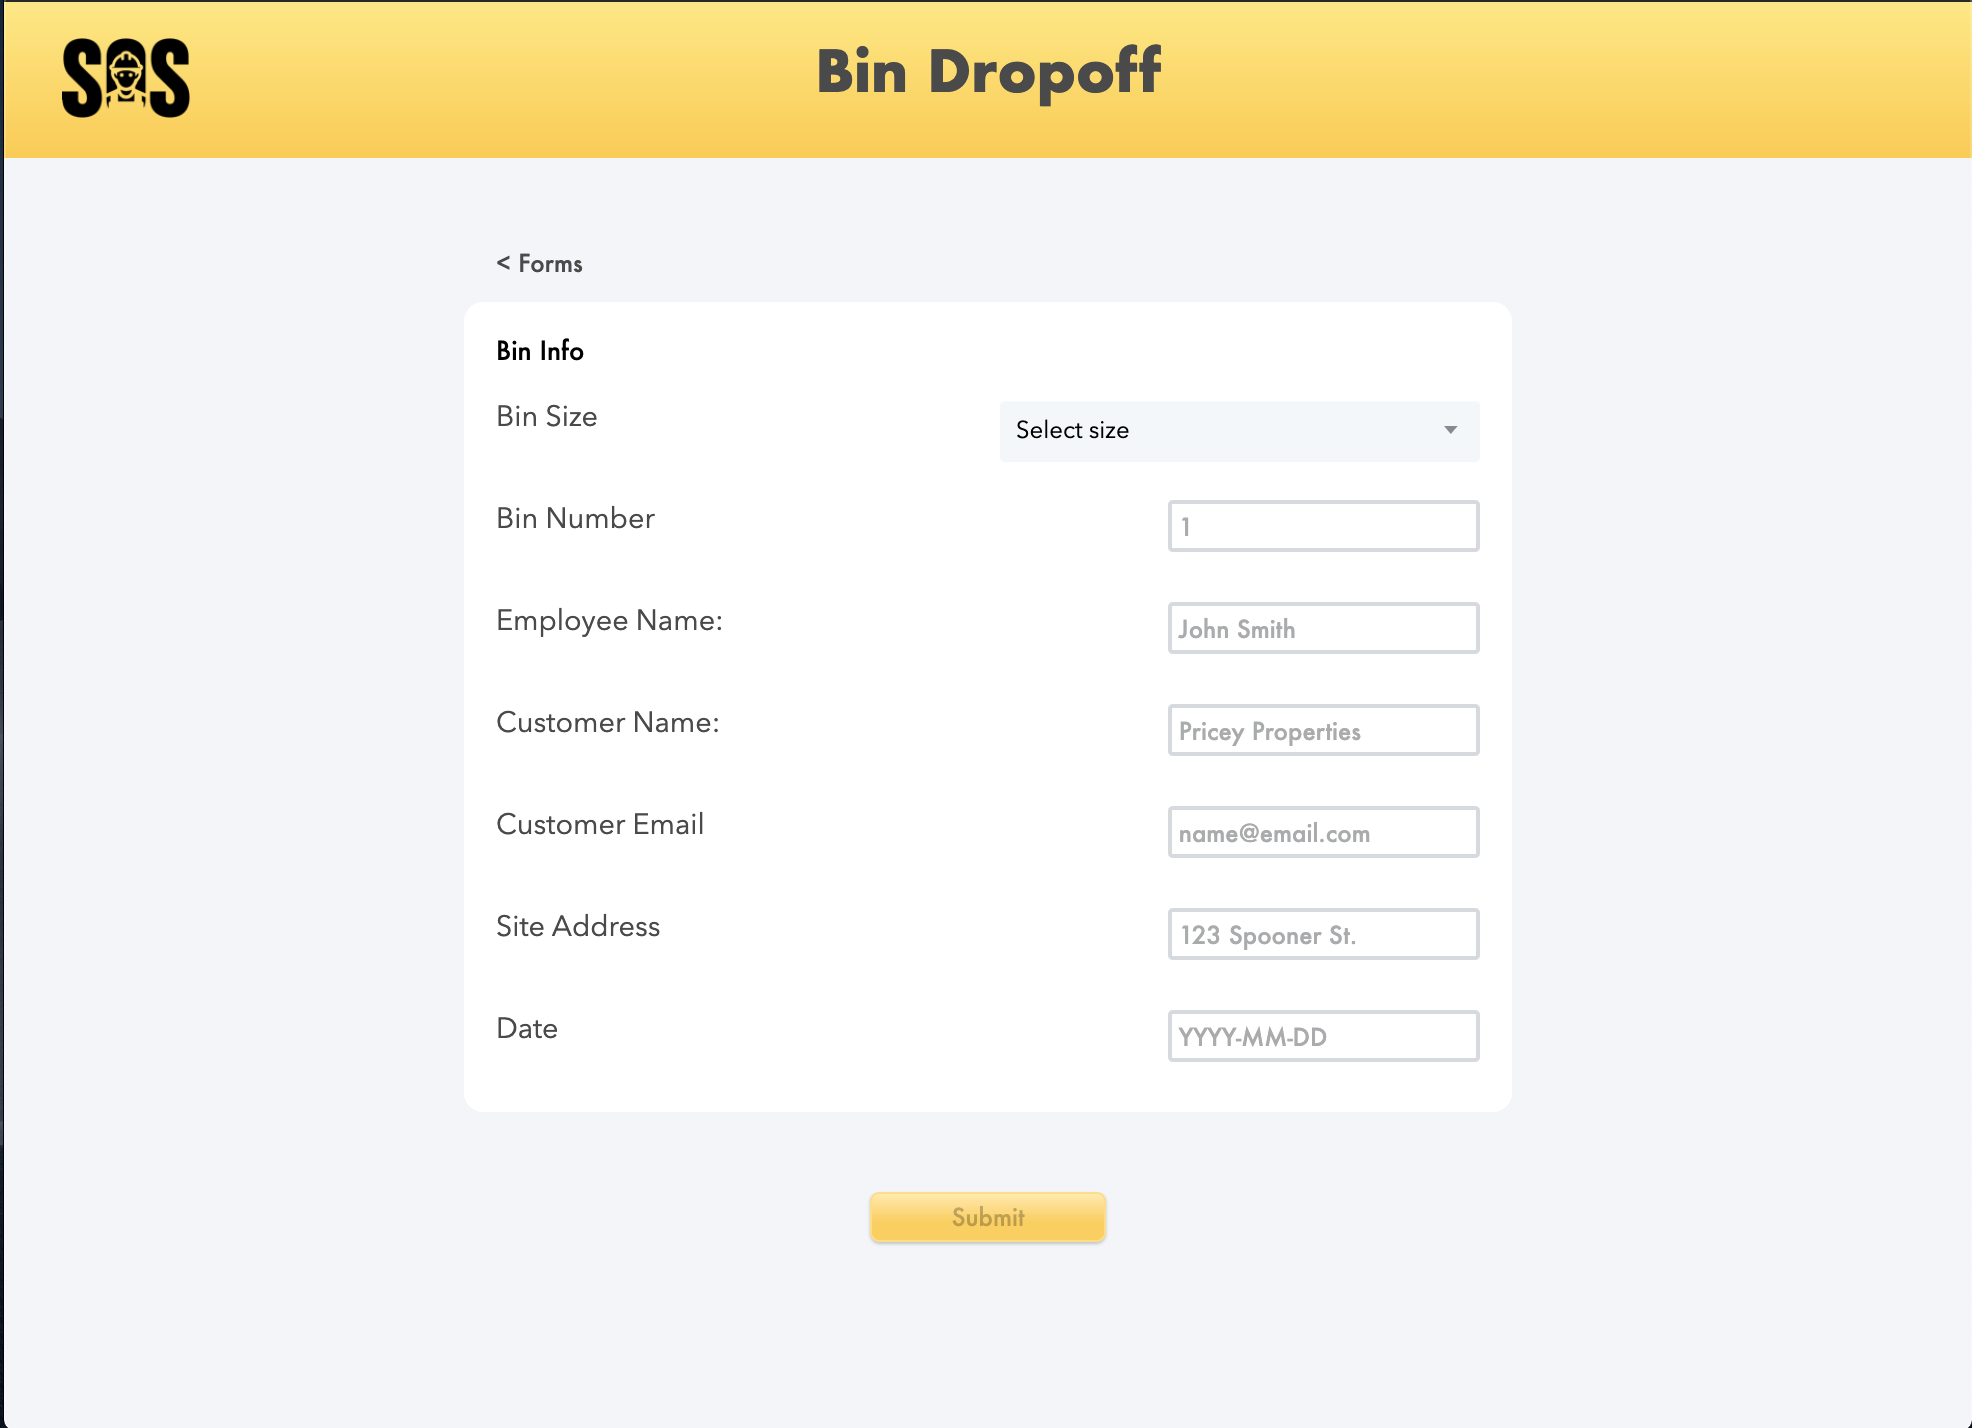 SOS
Bin Dropoff
< Forms
Bin Info
Bin Size
Select size
Bin Number
1
Employee Name:
John Smith
Customer Name:
Pricey Properties
Customer Email
name@email.com
Site Address
123 Spooner St.
Date
YYYY-MM-DD
Submit